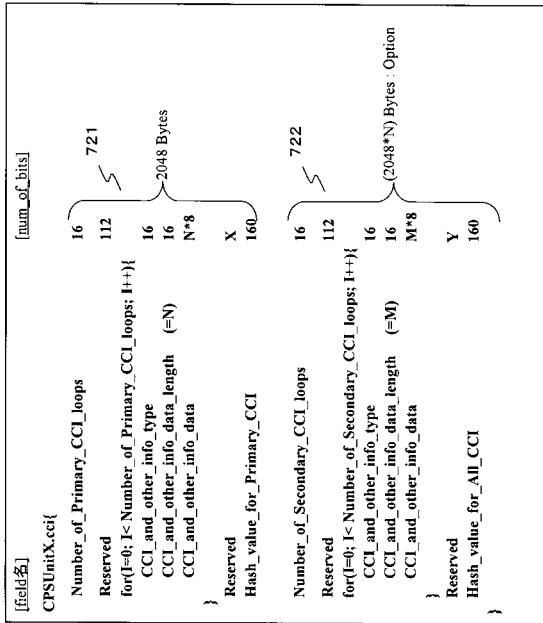 [field名] [num_of_bits]
CPSUnitX.cci{
Number_of_Primary_CCI_loops 16
Reserved 112
for(I=0; I< Number_of_Primary_CCI_loops; I++){
CCI_and_other_info_type 16
CCI_and_other_info_data_length (=N) 16
CCI_and_other_info_data N*8
}
Reserved X
Hash_value_for_Primary_CCI 160
721
2048 Bytes
Number_of_Secondary_CCI_loops 16
Reserved 112
for(I=0; I< Number_of_Secondary_CCI_loops; I++){
CCI_and_other_info_type 16
CCI_and_other_info_data_length (=M) 16
CCI_and_other_info_data M*8
}
Reserved Y
Hash_value_for_All_CCI 160
}
722
(2048*N) Bytes : Option